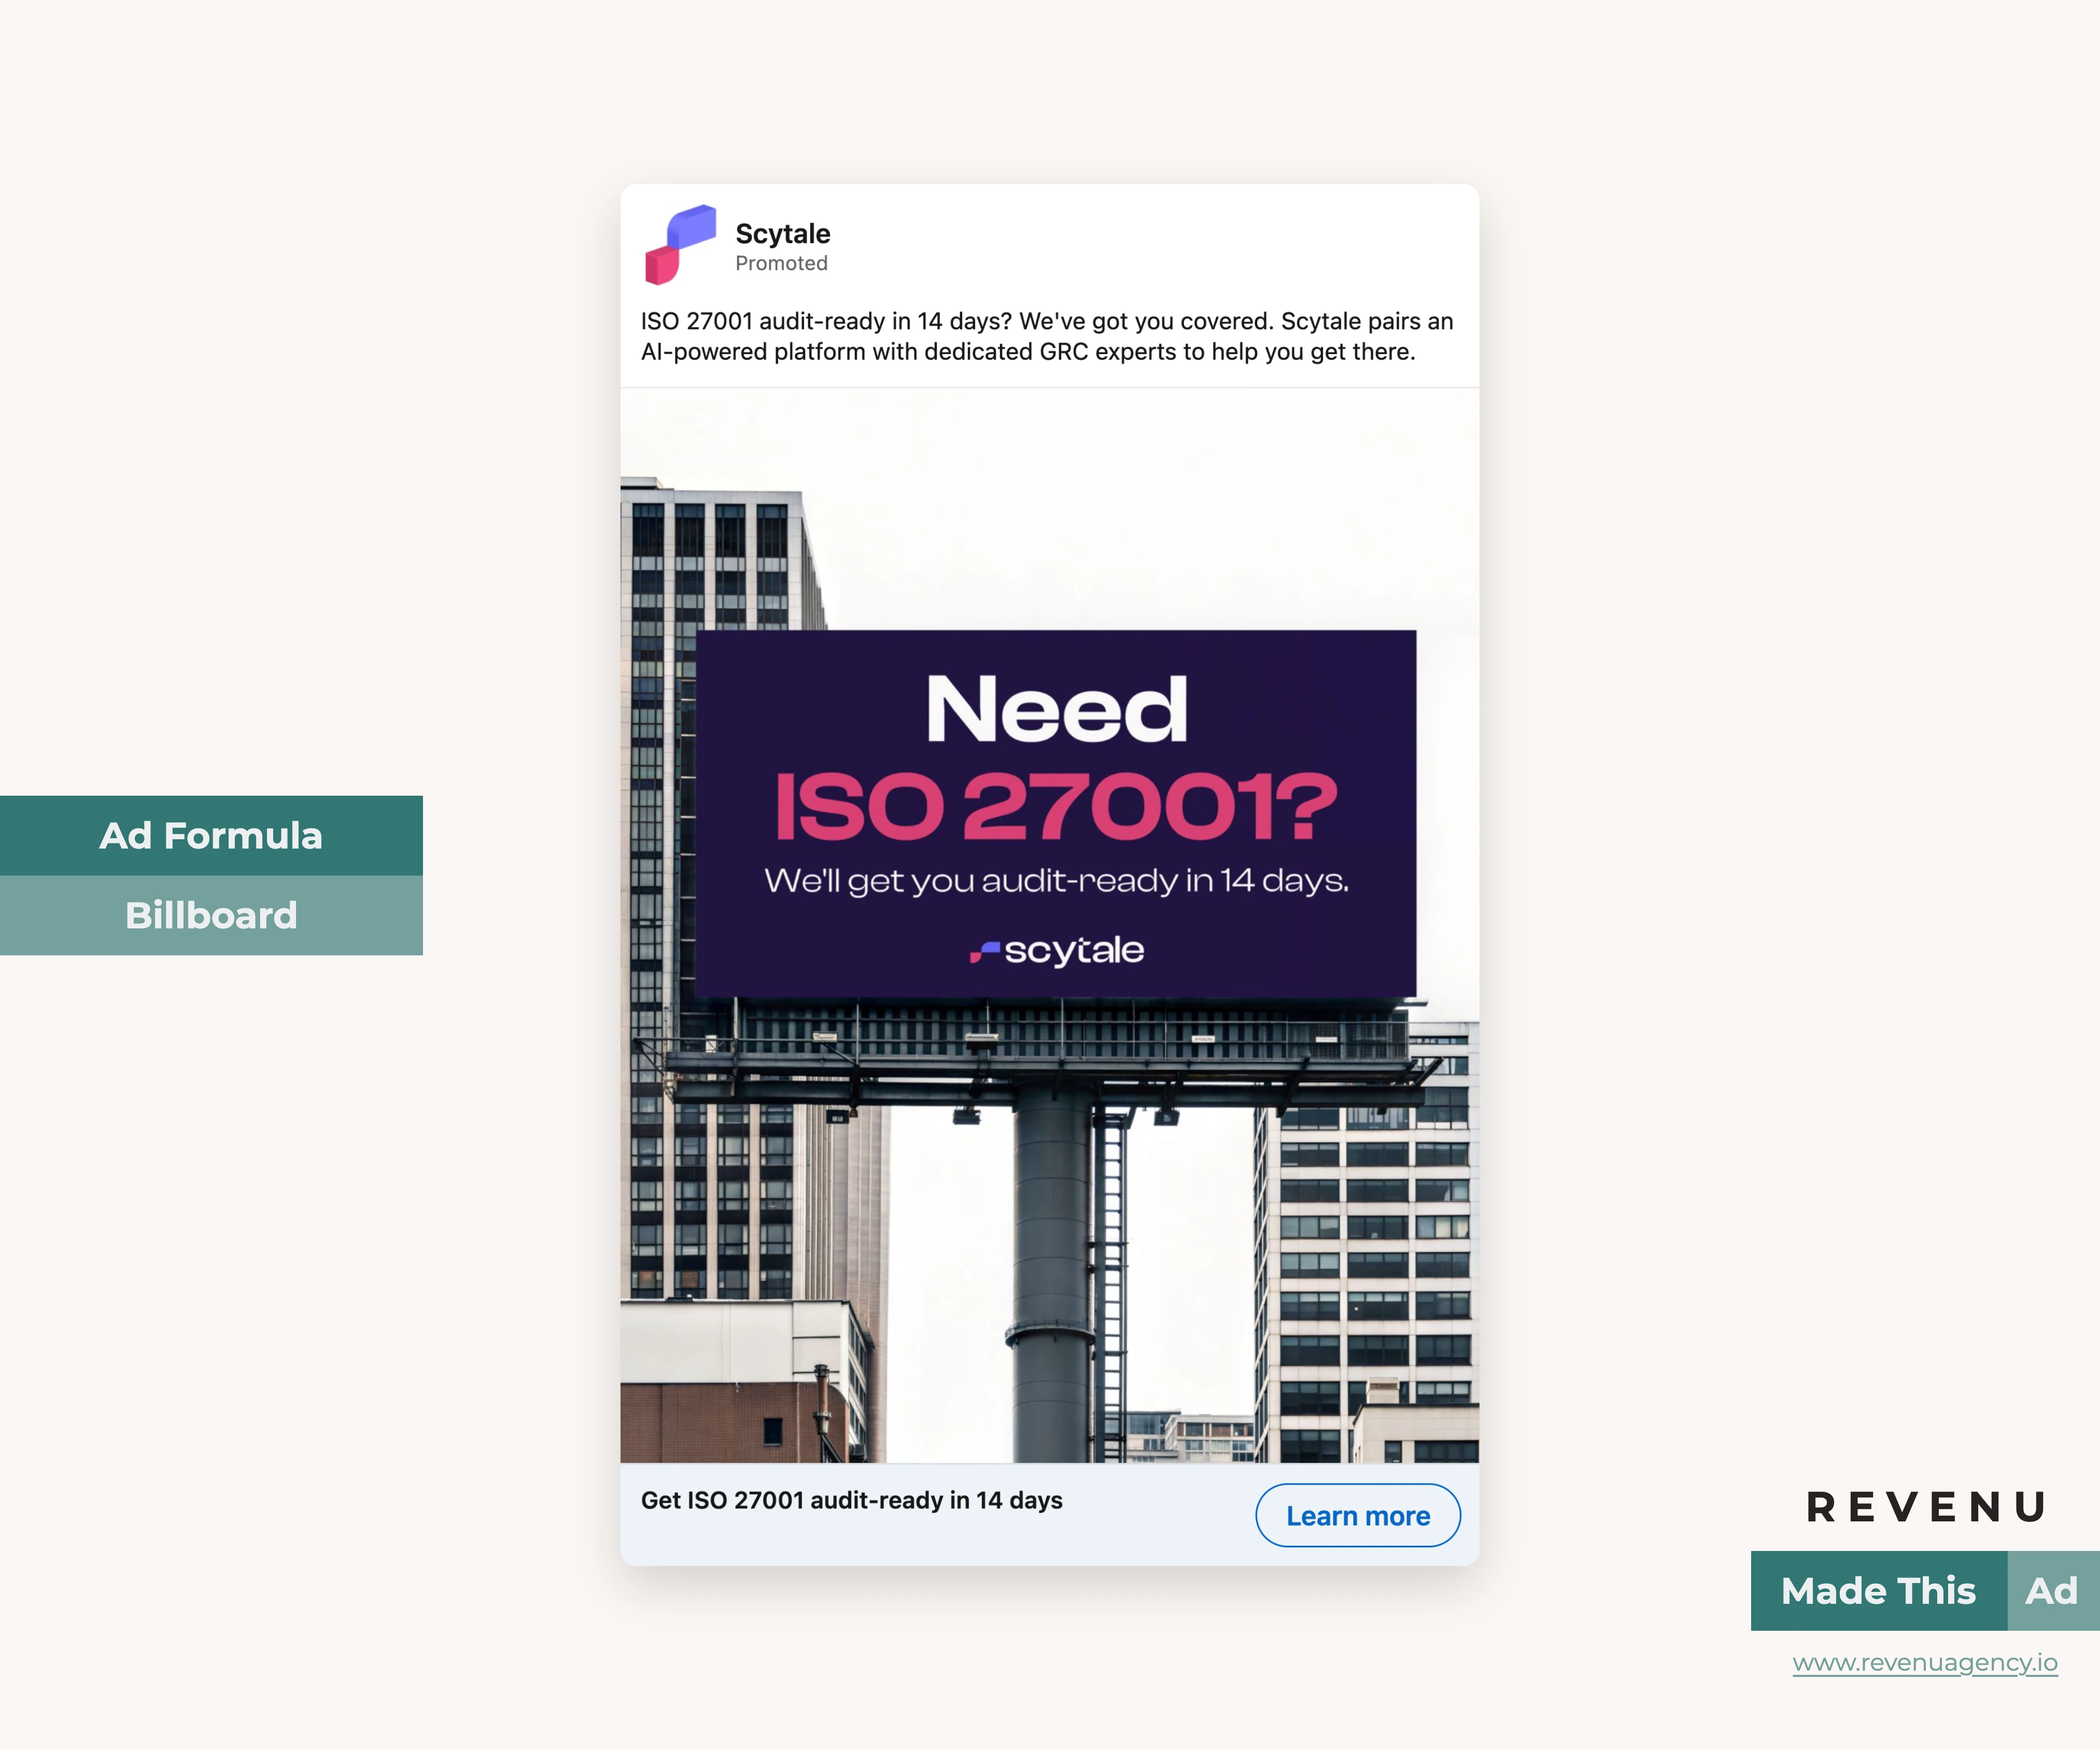 Scytale
Promoted
ISO 27001 audit-ready in 14 days? We've got you covered. Scytale pairs an
AI-powered platform with dedicated GRC experts to help you get there.
Need
ISO 27001?
We'll get you audit-ready in 14 days.
scytale
Get ISO 27001 audit-ready in 14 days
Learn more
Ad Formula
Billboard
REVENU
Made This Ad
www.revenuagency.io